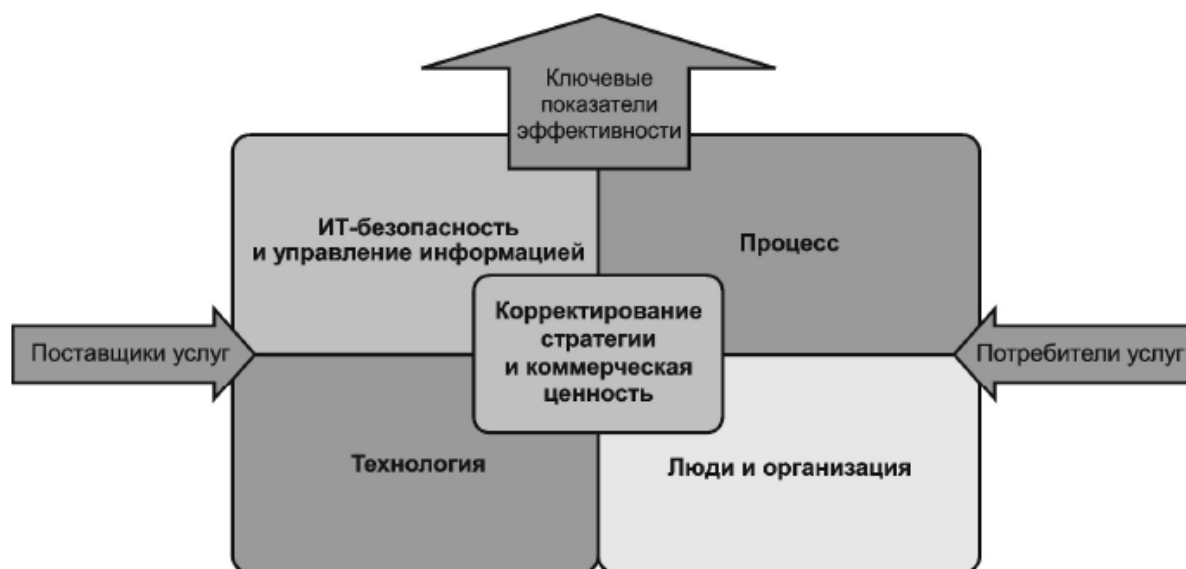 Ключевые
показатели
эффективности
ИТ-безопасность
и управление информацией
Процесс
Корректирование
стратегии
и коммерческая
ценность
Поставщики услуг
Потребители услуг
Технология
Люди и организация